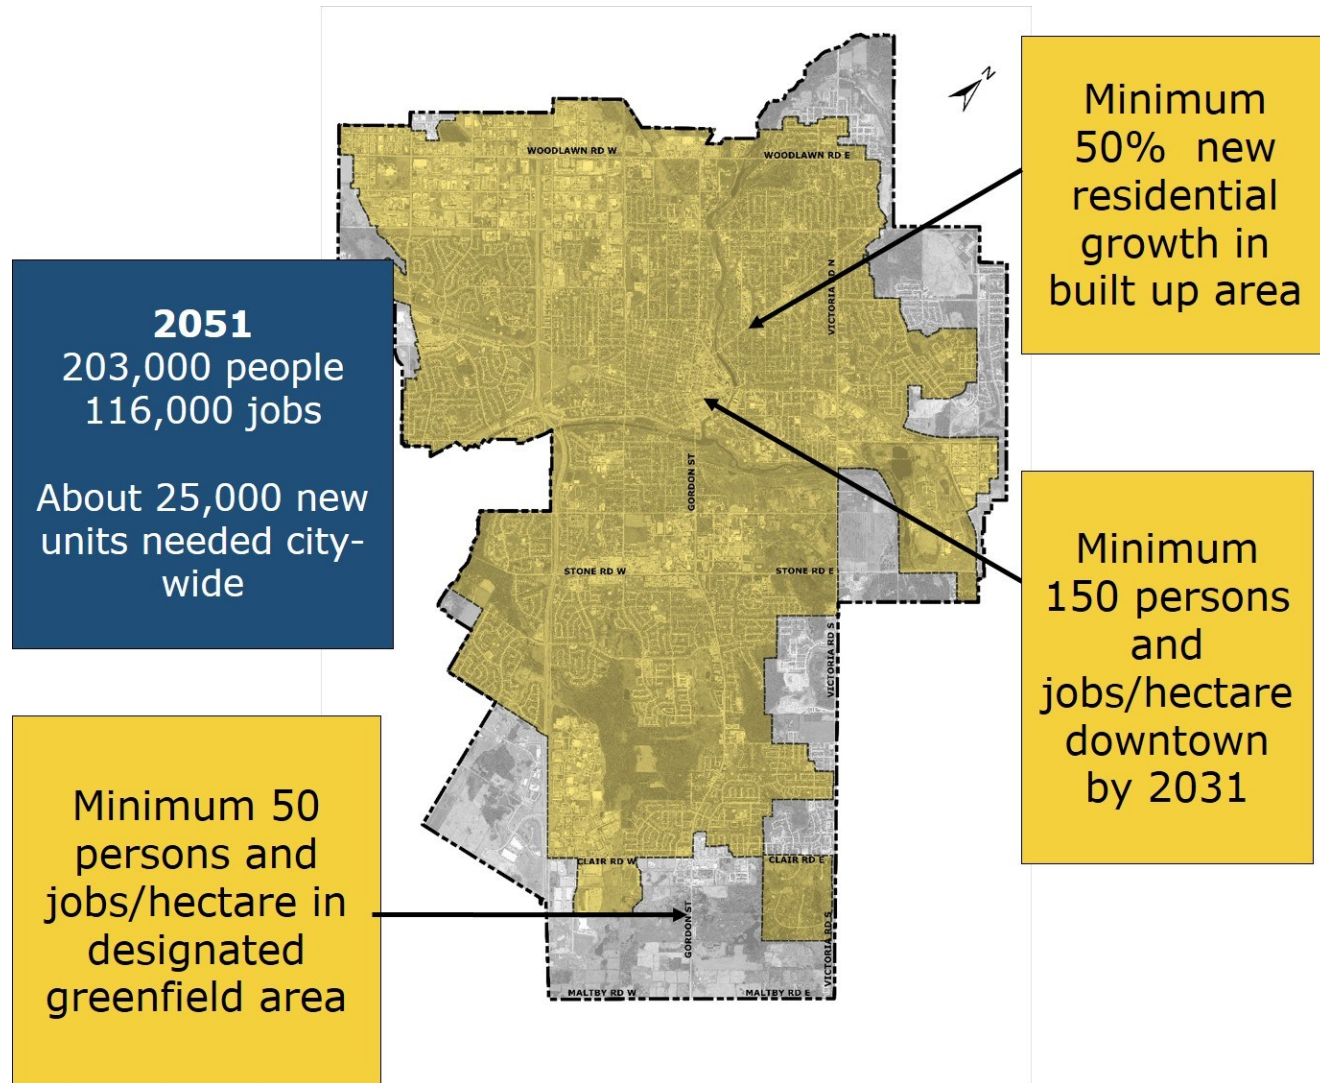 N
WOODLAWN RD W
WOODLAWN RD E
VICTORIA RD N
GORDON ST
STONE RD W
STONE RD E
VICTORIA RD S
CLAIR RD W
CLAIR RD E
GORDON ST
VICTORIA RD S
MALTBY RD W
MALTBY RD E
2051
203,000 people
116,000 jobs
About 25,000 new
units needed city-
wide
Minimum 50
persons and
jobs/hectare in
designated
greenfield area
Minimum
50% new
residential
growth in
built up area
Minimum
150 persons
and
jobs/hectare
downtown
by 2031